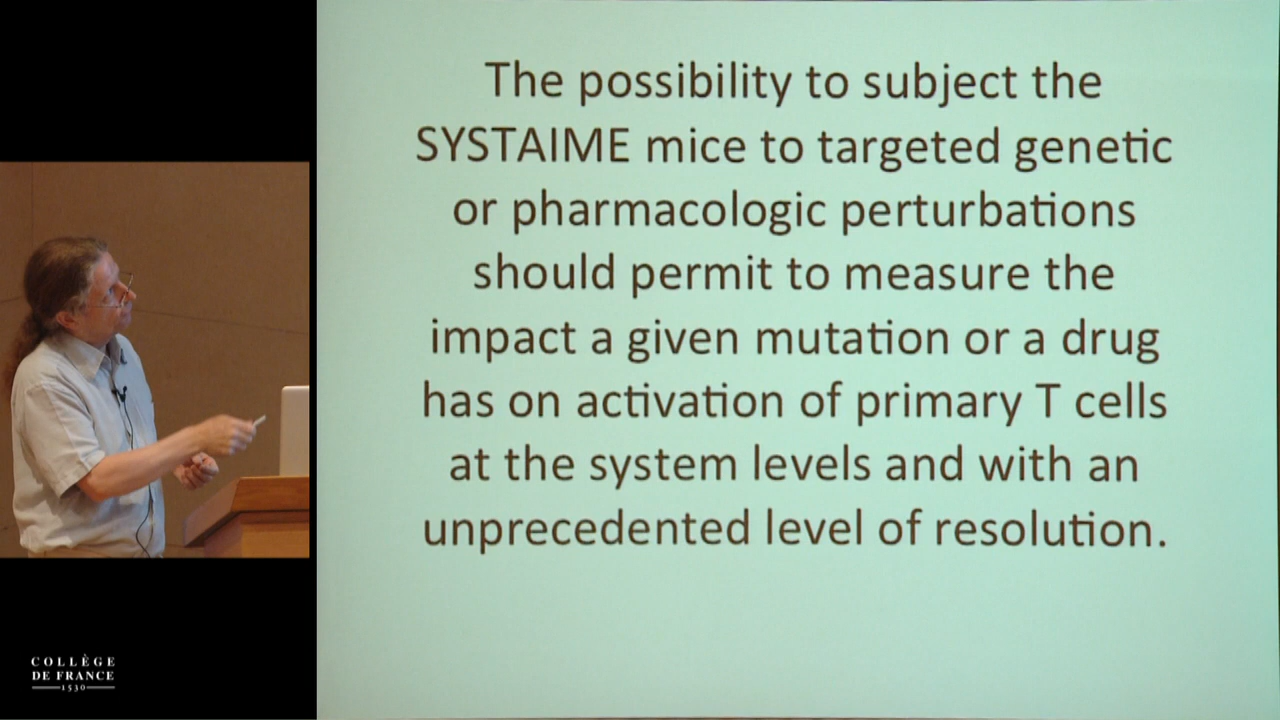 The possibility to subject the
SYSTAIME mice to targeted genetic
or pharmacologic perturbations
should permit to measure the
impact a given mutation or a drug
has on activation of primary T cells
at the system levels and with an
unprecedented level of resolution.
COLLÈGE
DE FRANCE
1530